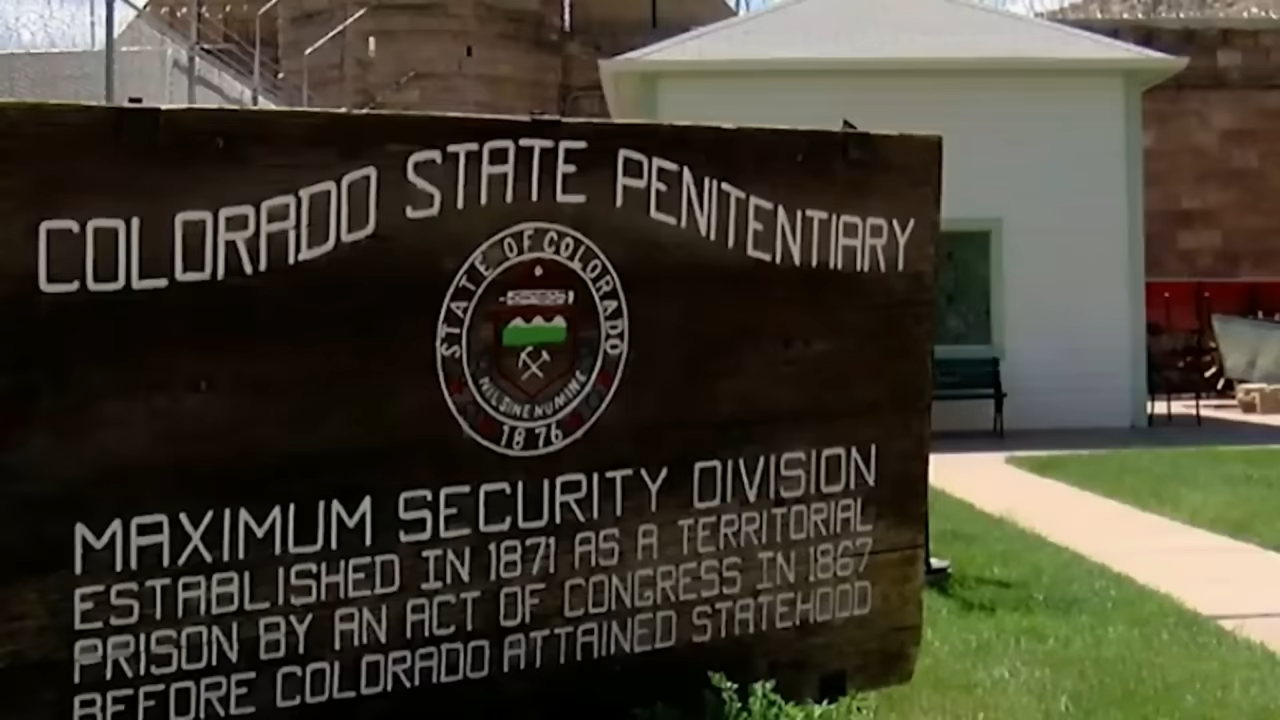 COLORADO STATE PENITENTIARY
STATE OF COLORADO
NIL SINE NUMINE
1876
MAXIMUM SECURITY DIVISION
ESTABLISHED IN 1871 AS A TERRITORIAL
PRISON BY AN ACT OF CONGRESS IN 1867
BEFORE COLORADO ATTAINED STATEHOOD